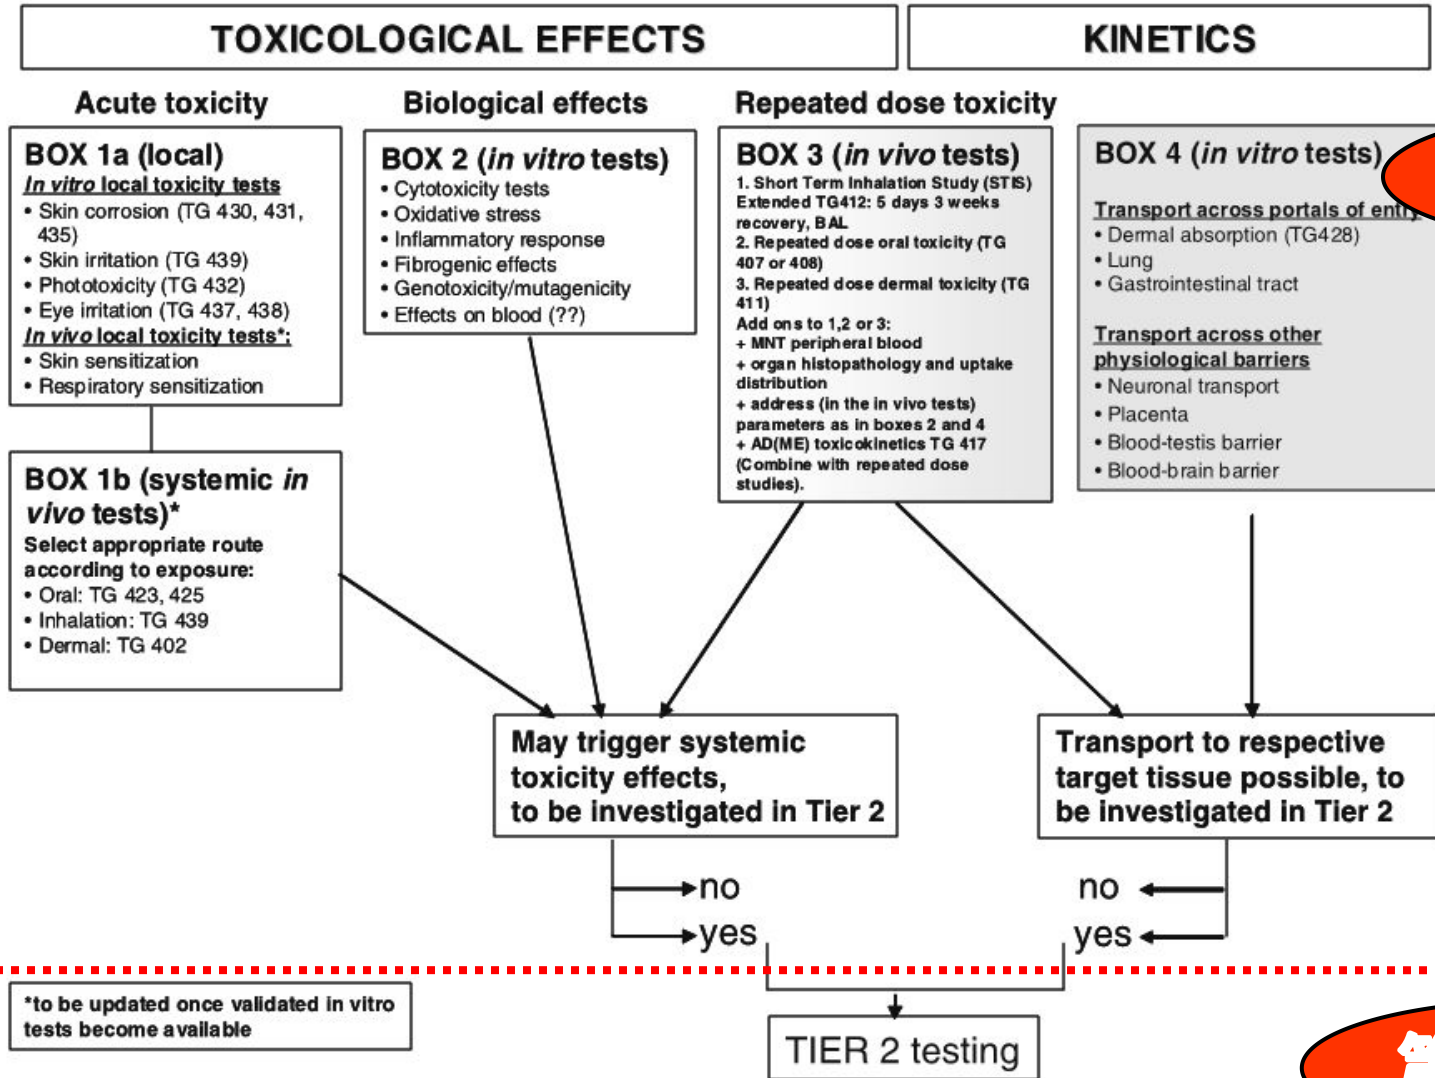 TOXICOLOGICAL EFFECTS
KINETICS
Acute toxicity
Biological effects
Repeated dose toxicity
BOX 1a (local)
In vitro local toxicity tests
• Skin corrosion (TG 430, 431,
435)
• Skin irritation (TG 439)
• Phototoxicity (TG 432)
• Eye irritation (TG 437, 438)
In vivo local toxicity tests*:
• Skin sensitization
• Respiratory sensitization
BOX 1b (systemic in
vivo tests)*
Select appropriate route
according to exposure:
• Oral: TG 423, 425
• Inhalation: TG 439
• Dermal: TG 402
BOX 2 (in vitro tests)
• Cytotoxicity tests
• Oxidative stress
• Inflammatory response
• Fibrogenic effects
• Genotoxicity/mutagenicity
• Effects on blood (??)
BOX 3 (in vivo tests)
1. Short Term Inhalation Study (STIS)
Extended TG412: 5 days 3 weeks
recovery, BAL
2. Repeated dose oral toxicity (TG
407 or 408)
3. Repeated dose dermal toxicity (TG
411)
Add ons to 1,2 or 3:
+ MNT peripheral blood
+ organ histopathology and uptake
distribution
+ address (in the in vivo tests)
parameters as in boxes 2 and 4
+ AD(ME) toxicokinetics TG 417
(Combine with repeated dose
studies).
BOX 4 (in vitro tests)
Transport across portals of entry
• Dermal absorption (TG428)
• Lung
• Gastrointestinal tract
Transport across other
physiological barriers
• Neuronal transport
• Placenta
• Blood-testis barrier
• Blood-brain barrier
May trigger systemic
toxicity effects,
to be investigated in Tier 2
Transport to respective
target tissue possible, to
be investigated in Tier 2
no
yes
no
yes
*to be updated once validated in vitro
tests become available
TIER 2 testing